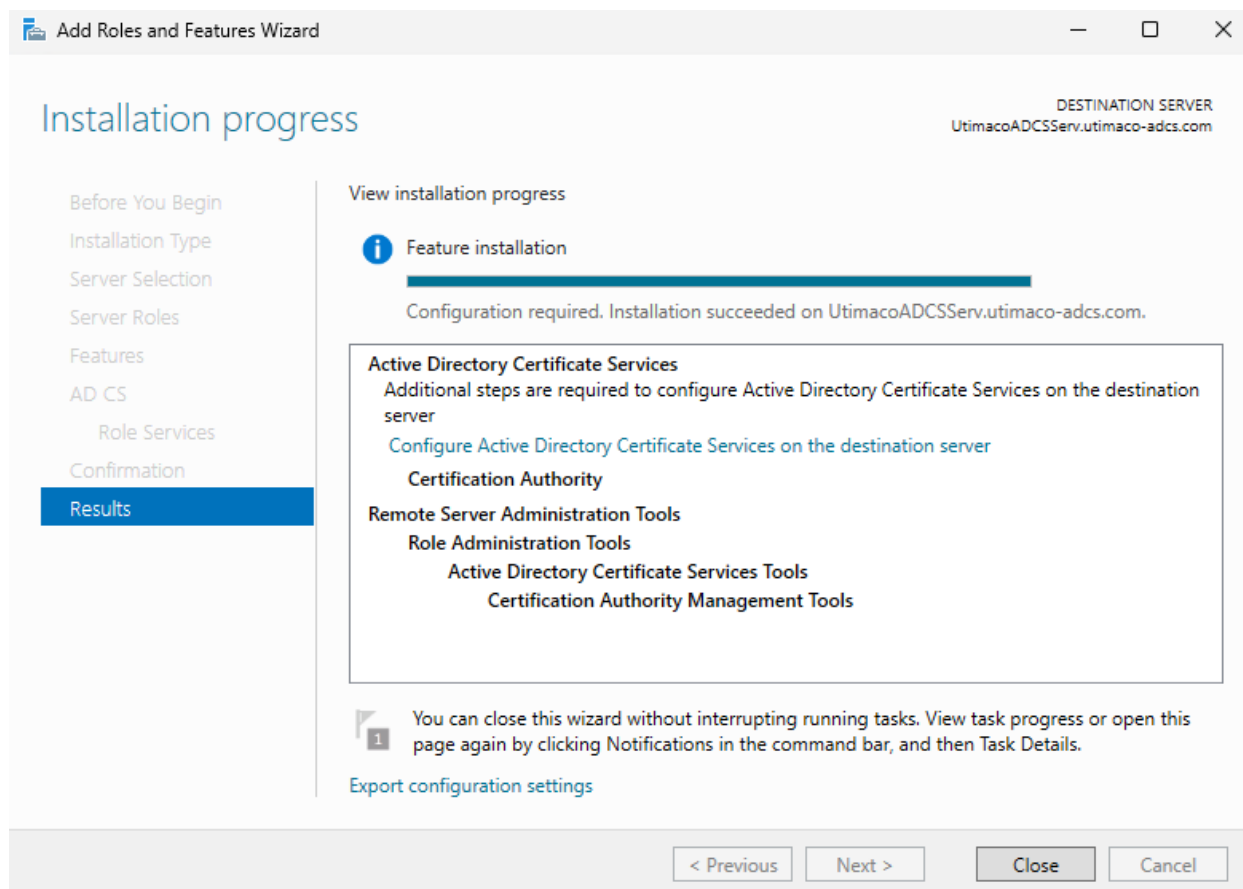 Add Roles and Features Wizard
Installation progress
DESTINATION SERVER
UtimacoADCSServ.utimaco-adcs.com
Before You Begin
Installation Type
Server Selection
Server Roles
Features
AD CS
Role Services
Confirmation
Results
View installation progress
Feature installation
Configuration required. Installation succeeded on UtimacoADCSServ.utimaco-adcs.com.
Active Directory Certificate Services
Additional steps are required to configure Active Directory Certificate Services on the destination
server
Configure Active Directory Certificate Services on the destination server
Certification Authority
Remote Server Administration Tools
Role Administration Tools
Active Directory Certificate Services Tools
Certification Authority Management Tools
1
You can close this wizard without interrupting running tasks. View task progress or open this
page again by clicking Notifications in the command bar, and then Task Details.
Export configuration settings
< Previous
Next >
Close
Cancel